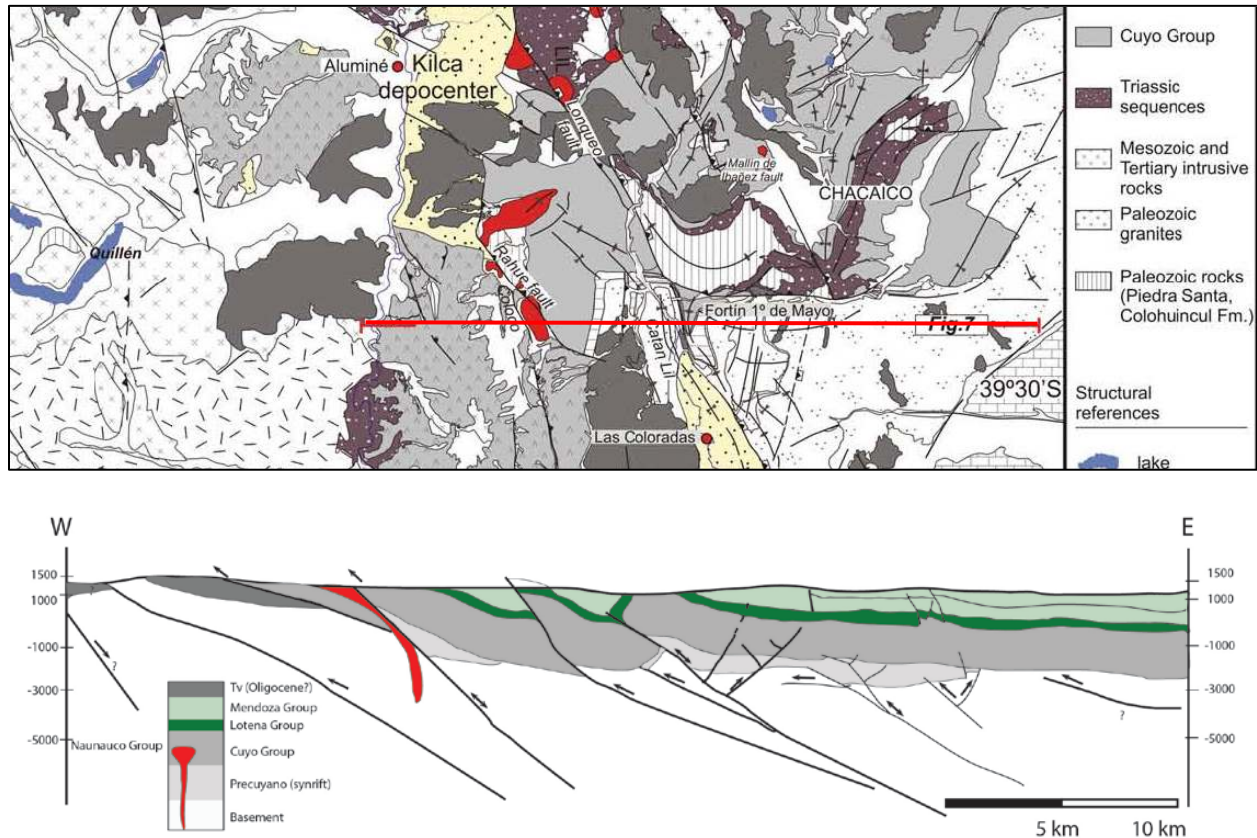 Aluminé
Kilca
depocenter
Lonqueo
fault
Mallín de
Ibañez fault
CHACAICO
Quillén
Rahue fault
Catan Lil
Fortín 1º de Mayo
Fig.7
39º30'S
Las Coloradas
Cuyo Group
Triassic
sequences
Mesozoic and
Tertiary intrusive
rocks
Paleozoic
granites
Paleozoic rocks
(Piedra Santa,
Colohuincul Fm.)
Structural
references
lake
W
E
1500
1000
-1000
-3000
-5000
1500
1000
-1000
-3000
-5000
?
?
?
Tv (Oligocene?)
Mendoza Group
Lotena Group
Naunauco Group
Cuyo Group
Precuyano (synrift)
Basement
5 km
10 km